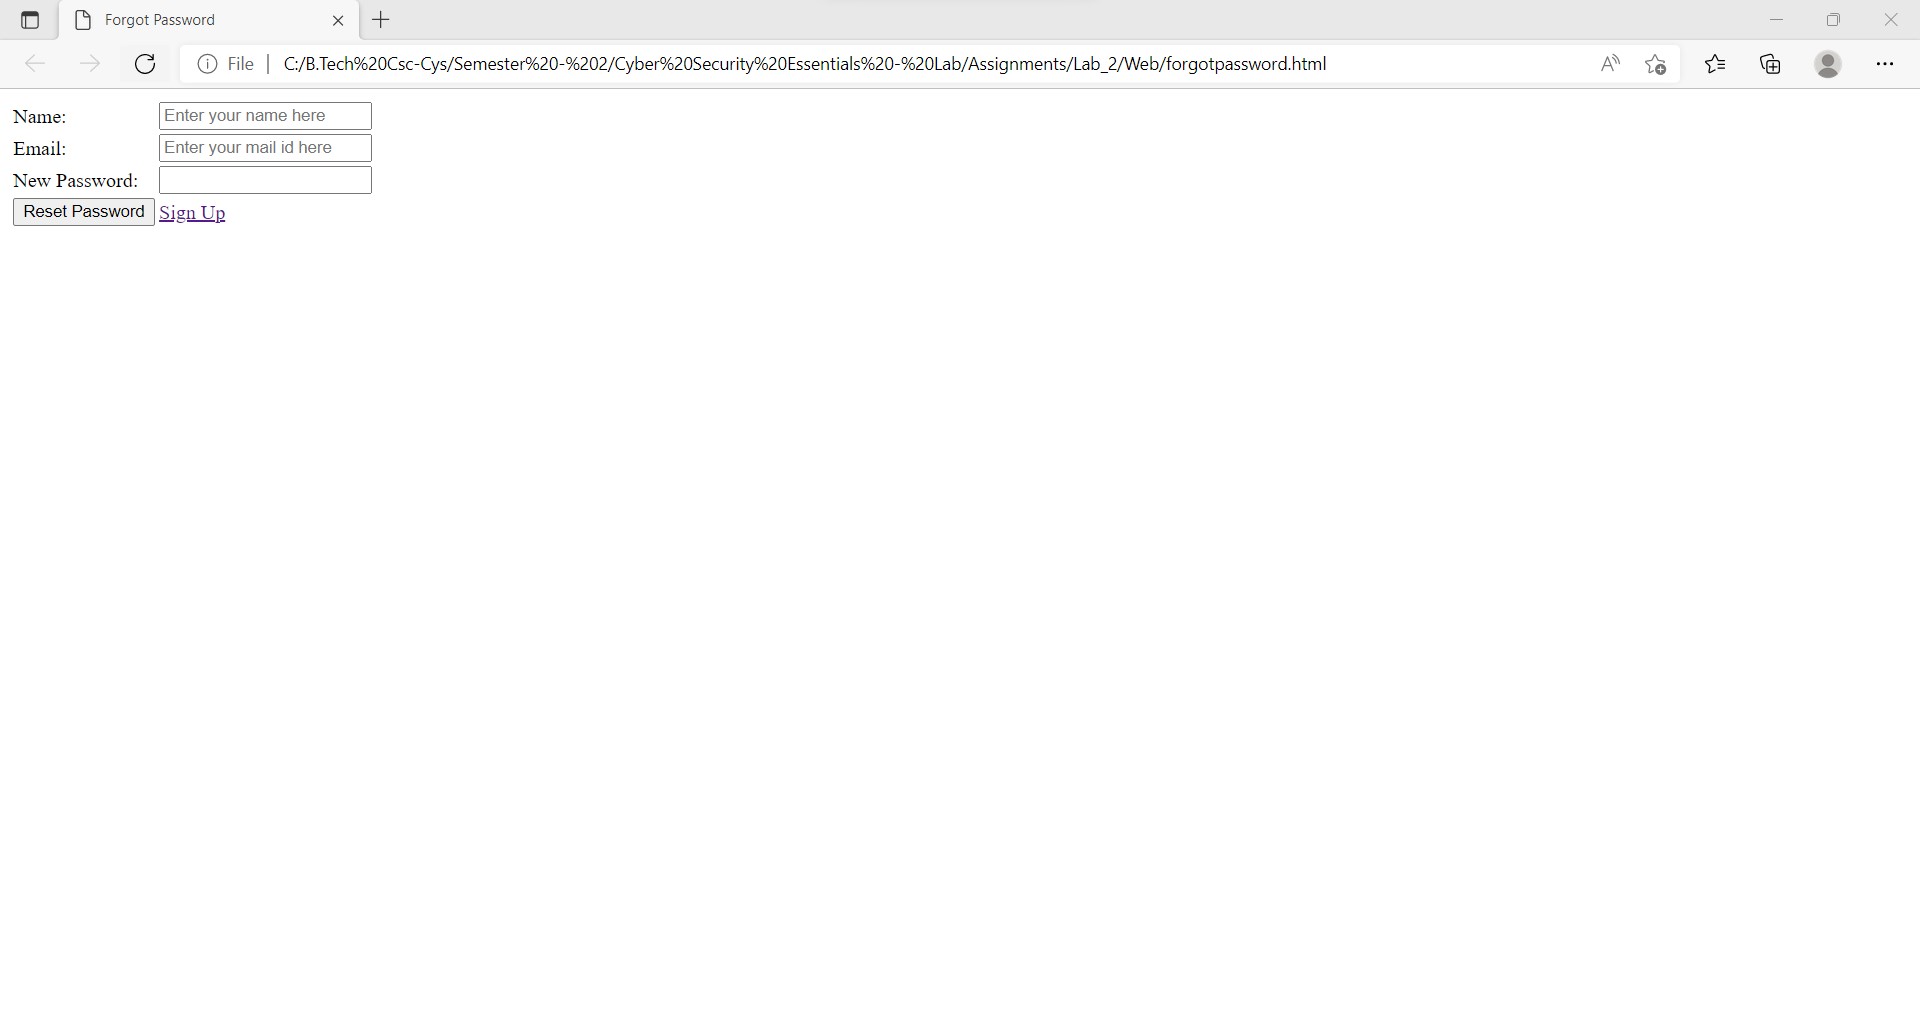 Forgot Password
File
C:/B.Tech%20Csc-Cys/Semester%20-%202/Cyber%20Security%20Essentials%20-%20Lab/Assignments/Lab_2/Web/forgotpassword.html
Name: Enter your name here
Email: Enter your mail id here
New Password:
Reset Password Sign Up